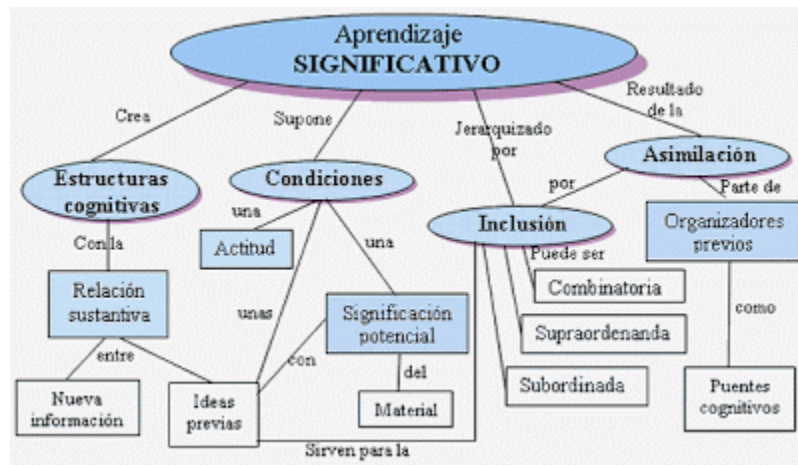 Aprendizaje
SIGNIFICATIVO
Crea
Supone
Jerarquizado
por
Resultado
de la
Estructuras
cognitivas
Condiciones
Asimilación
por
Parte de
una
Inclusión
Organizadores
previos
Con la
Actitud
una
Puede ser
Relación
sustantiva
Combinatoria
unas
Significación
potencial
como
Supraordenanda
entre
con
del
Subordinada
Nueva
información
Ideas
previas
Material
Puentes
cognitivos
Sirven para la